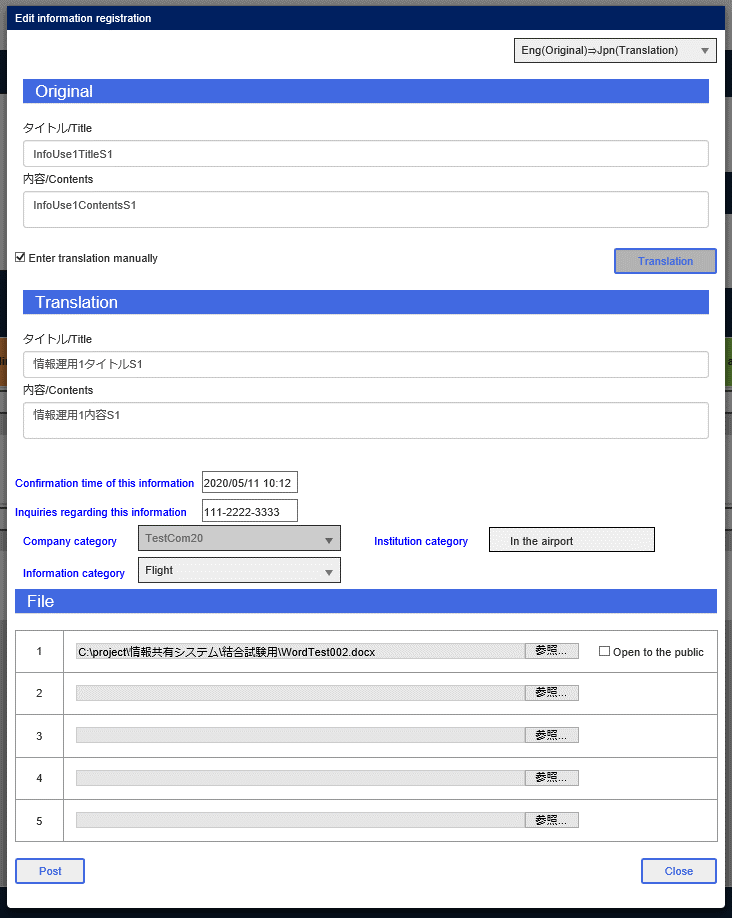 Edit information registration
Eng(Original)⇒Jpn(Translation)
Original
タイトル/Title
InfoUse1TitleS1
内容/Contents
InfoUse1ContentsS1
Enter translation manually
Translation
Translation
タイトル/Title
情報運用1タイトルS1
内容/Contents
情報運用1内容S1
Confirmation time of this information 2020/05/11 10:12
Inquiries regarding this information 111-2222-3333
Company category TestCom20 Institution category In the airport
Information category Flight
File
1 C:\project\情報共有システム\結合試験用\WordTest002.docx 参照... Open to the public
2 参照...
3 参照...
4 参照...
5 参照...
Post Close